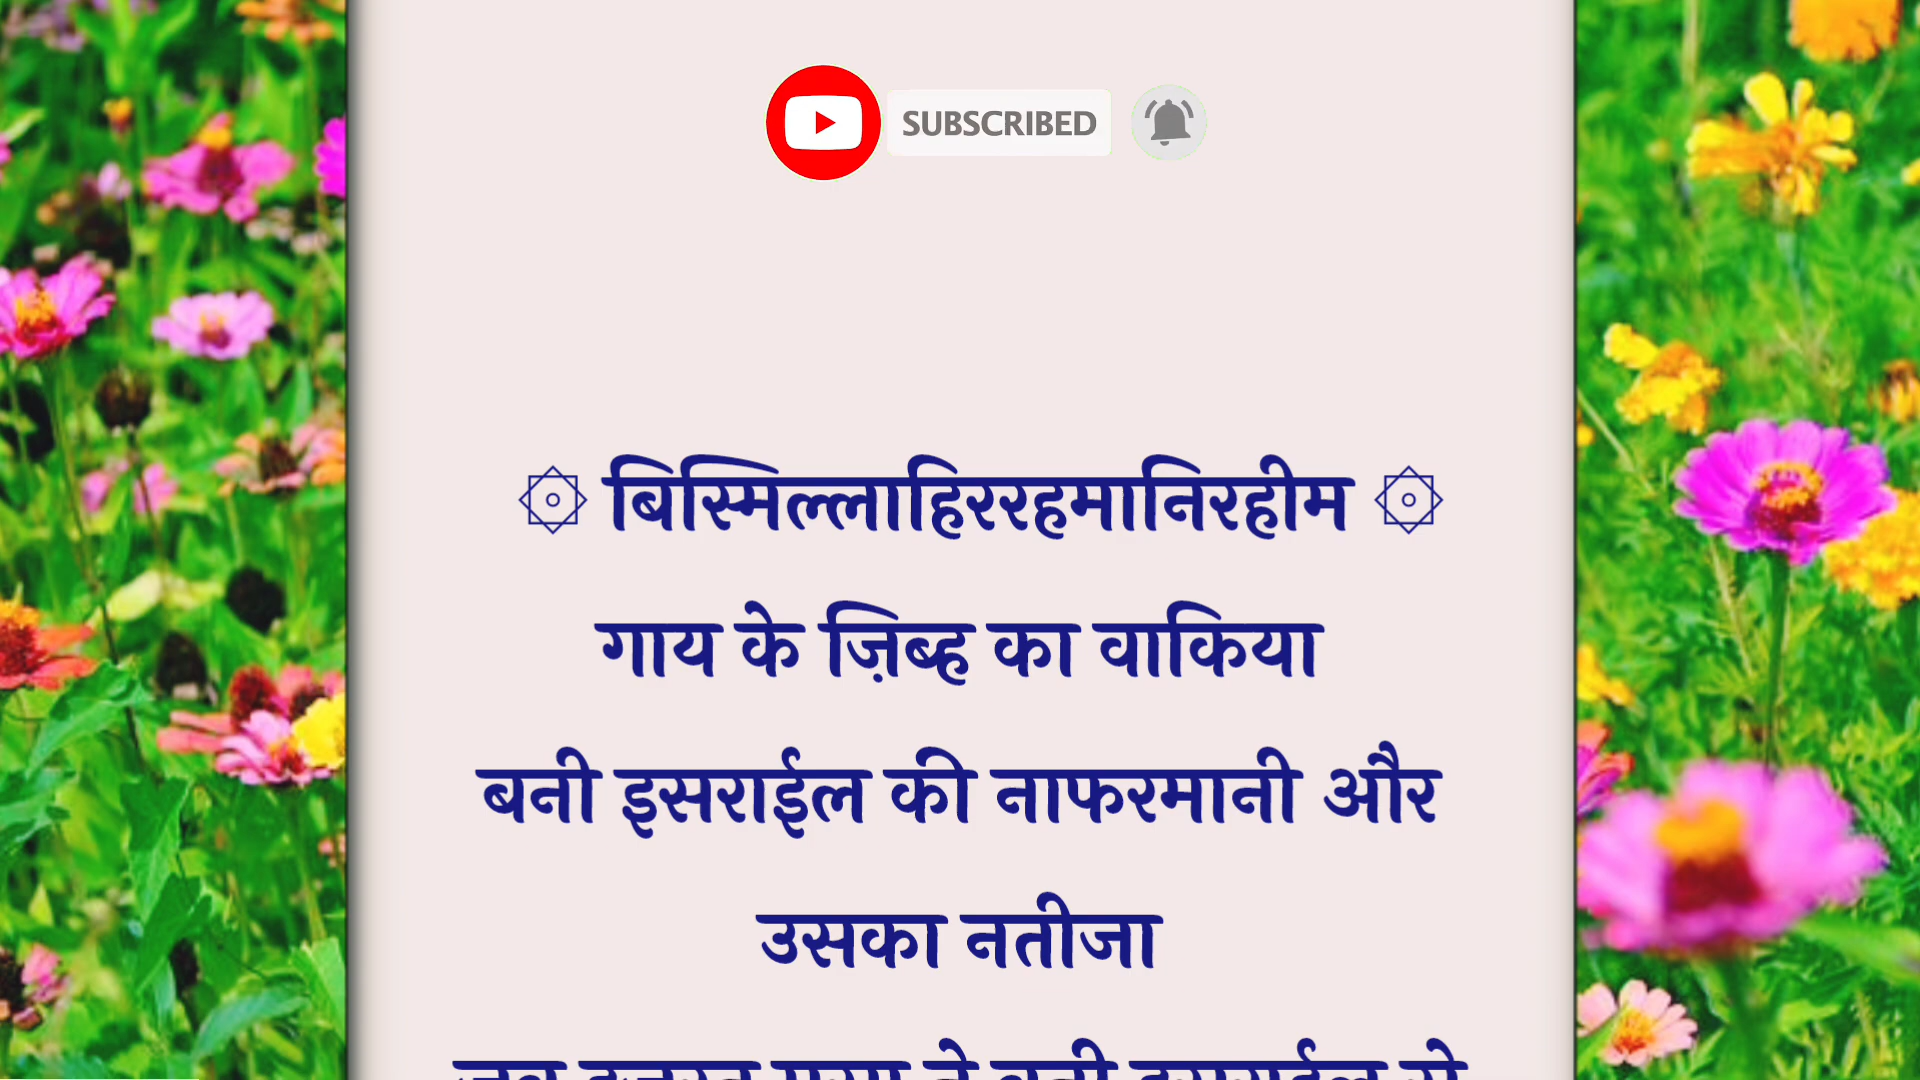 SUBSCRIBED
۞ बिस्मिल्लाहिररहमानिरहीम ۞
गाय के ज़िब्ह का वाकिया
बनी इसराईल की नाफरमानी और
उसका नतीजा